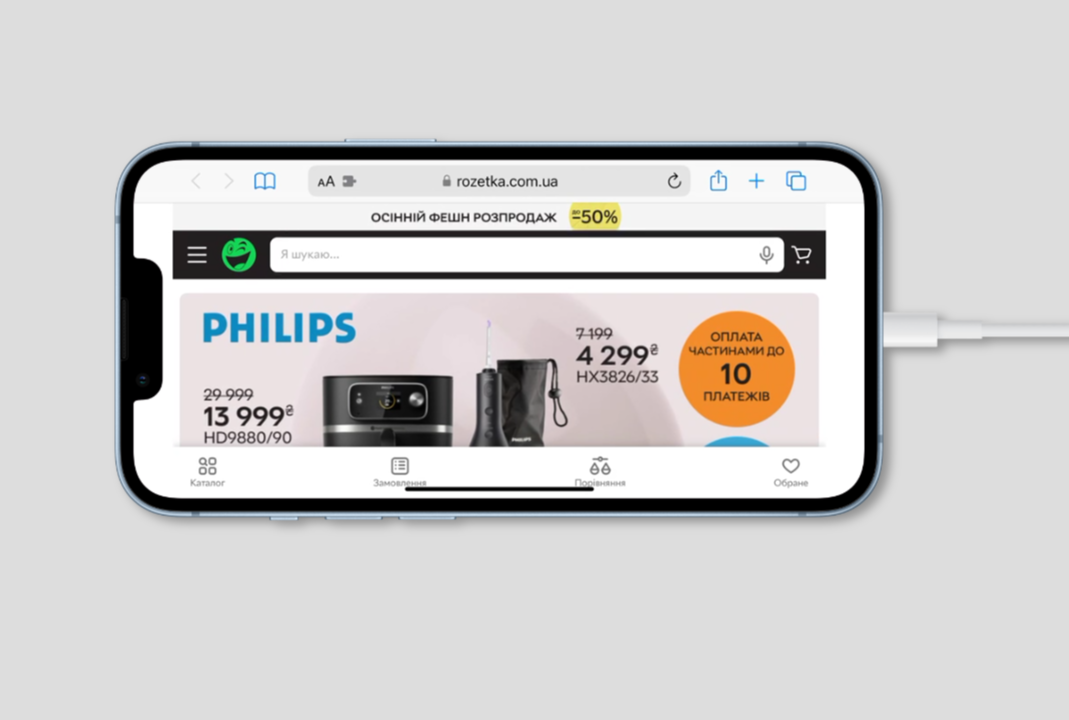 AA
rozetka.com.ua
ОСІННІЙ ФЕШН РОЗПРОДАЖ
-50%
Я шукаю...
PHILIPS
29 999
13 999₴
HD9880/90
7 199
4 299₴
HX3826/33
ОПЛАТА
ЧАСТИНАМИ ДО
10
ПЛАТЕЖІВ
PHILIPS
Каталог
Замовлення
Порівняння
Обране